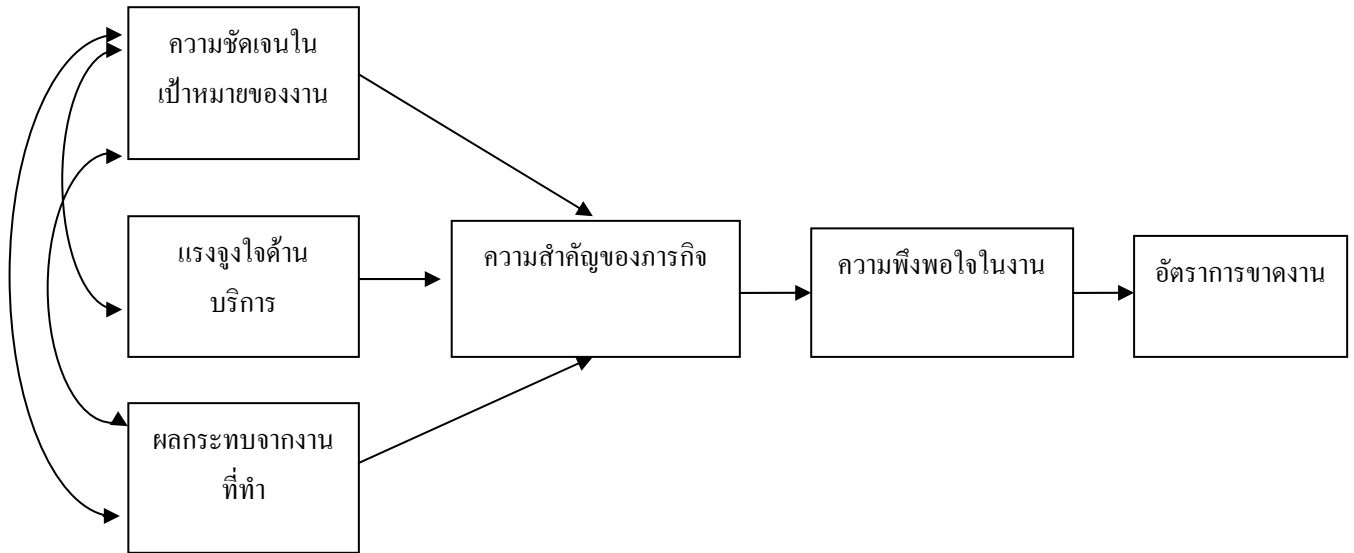 ความชัดเจนใน
เป้าหมายของงาน
แรงจูงใจด้าน
บริการ
ความสำคัญของภารกิจ
ความพึงพอใจในงาน
อัตราการขาดงาน
ผลกระทบจากงาน
ที่ทำ